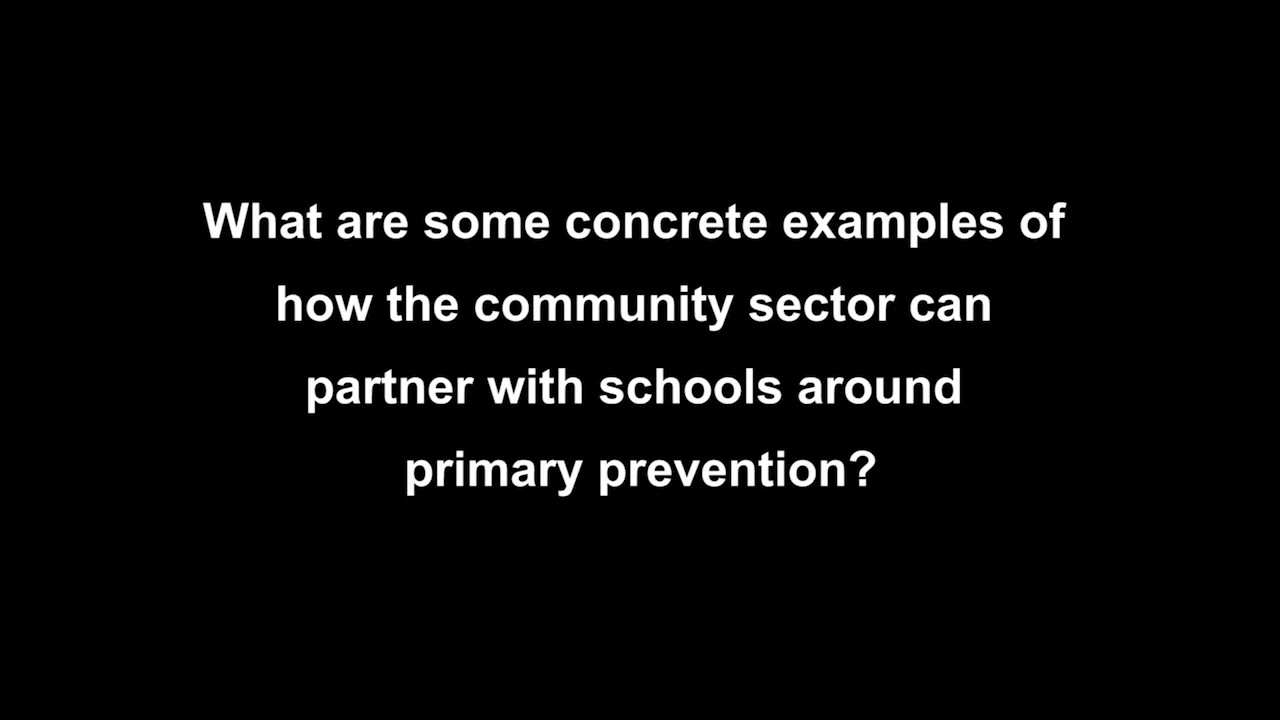 What are some concrete examples of
how the community sector can
partner with schools around
primary prevention?